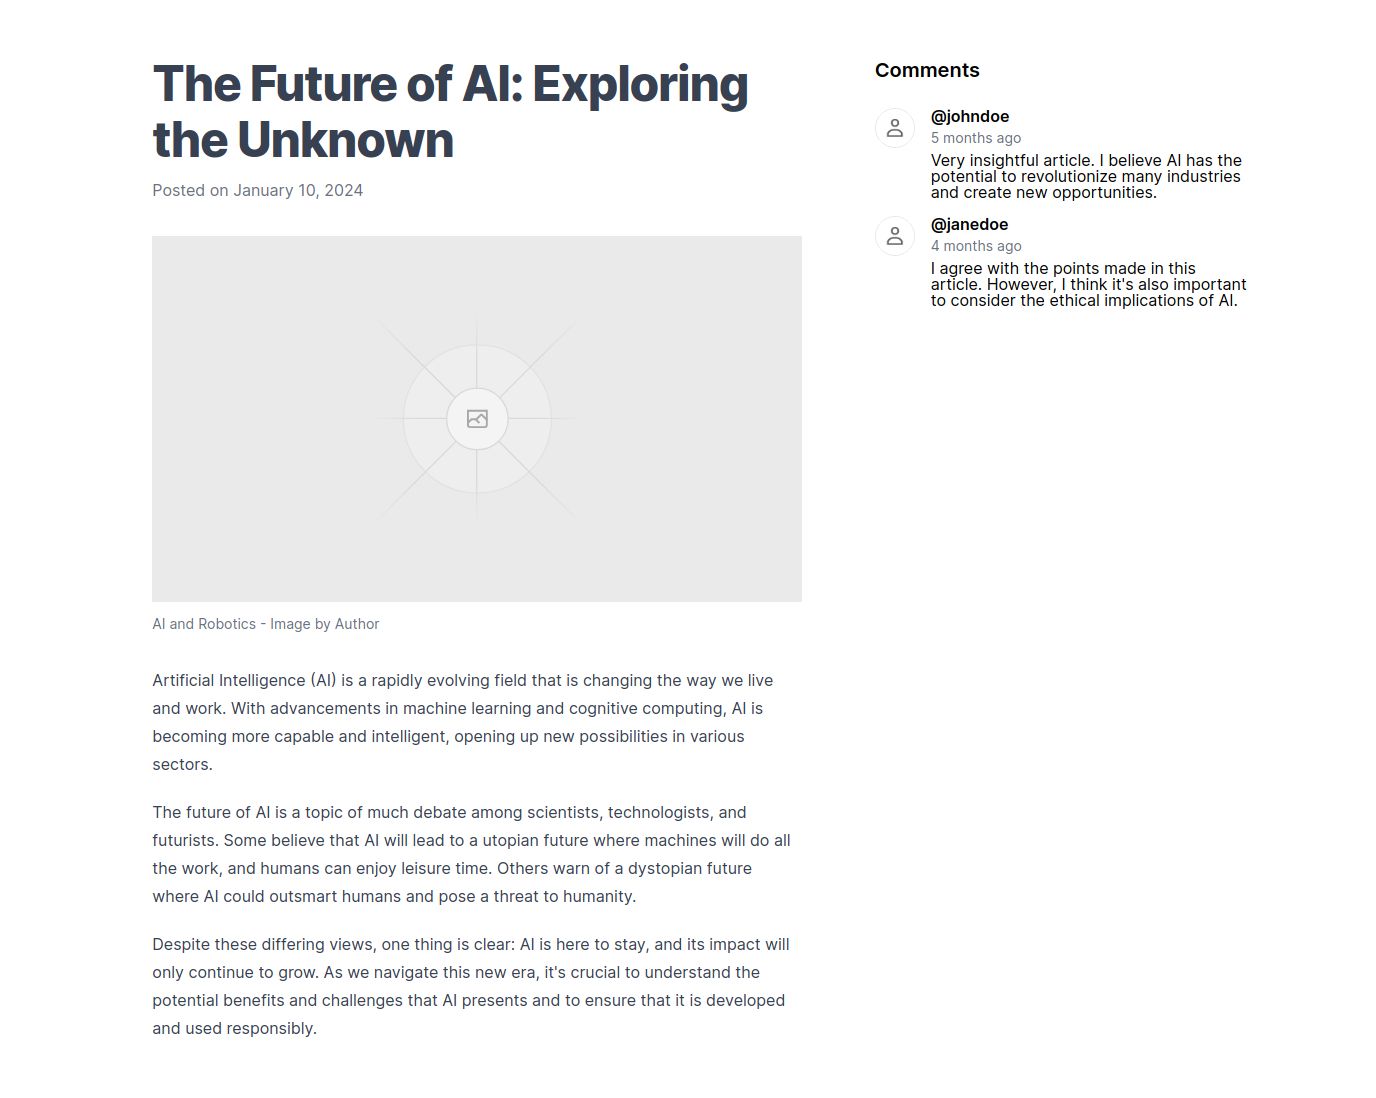 The Future of AI: Exploring
the Unknown
Posted on January 10, 2024
AI and Robotics - Image by Author
Artificial Intelligence (AI) is a rapidly evolving field that is changing the way we live
and work. With advancements in machine learning and cognitive computing, AI is
becoming more capable and intelligent, opening up new possibilities in various
sectors.
The future of AI is a topic of much debate among scientists, technologists, and
futurists. Some believe that AI will lead to a utopian future where machines will do all
the work, and humans can enjoy leisure time. Others warn of a dystopian future
where AI could outsmart humans and pose a threat to humanity.
Despite these differing views, one thing is clear: AI is here to stay, and its impact will
only continue to grow. As we navigate this new era, it's crucial to understand the
potential benefits and challenges that AI presents and to ensure that it is developed
and used responsibly.
Comments
@johndoe
5 months ago
Very insightful article. I believe AI has the
potential to revolutionize many industries
and create new opportunities.
@janedoe
4 months ago
I agree with the points made in this
article. However, I think it's also important
to consider the ethical implications of AI.